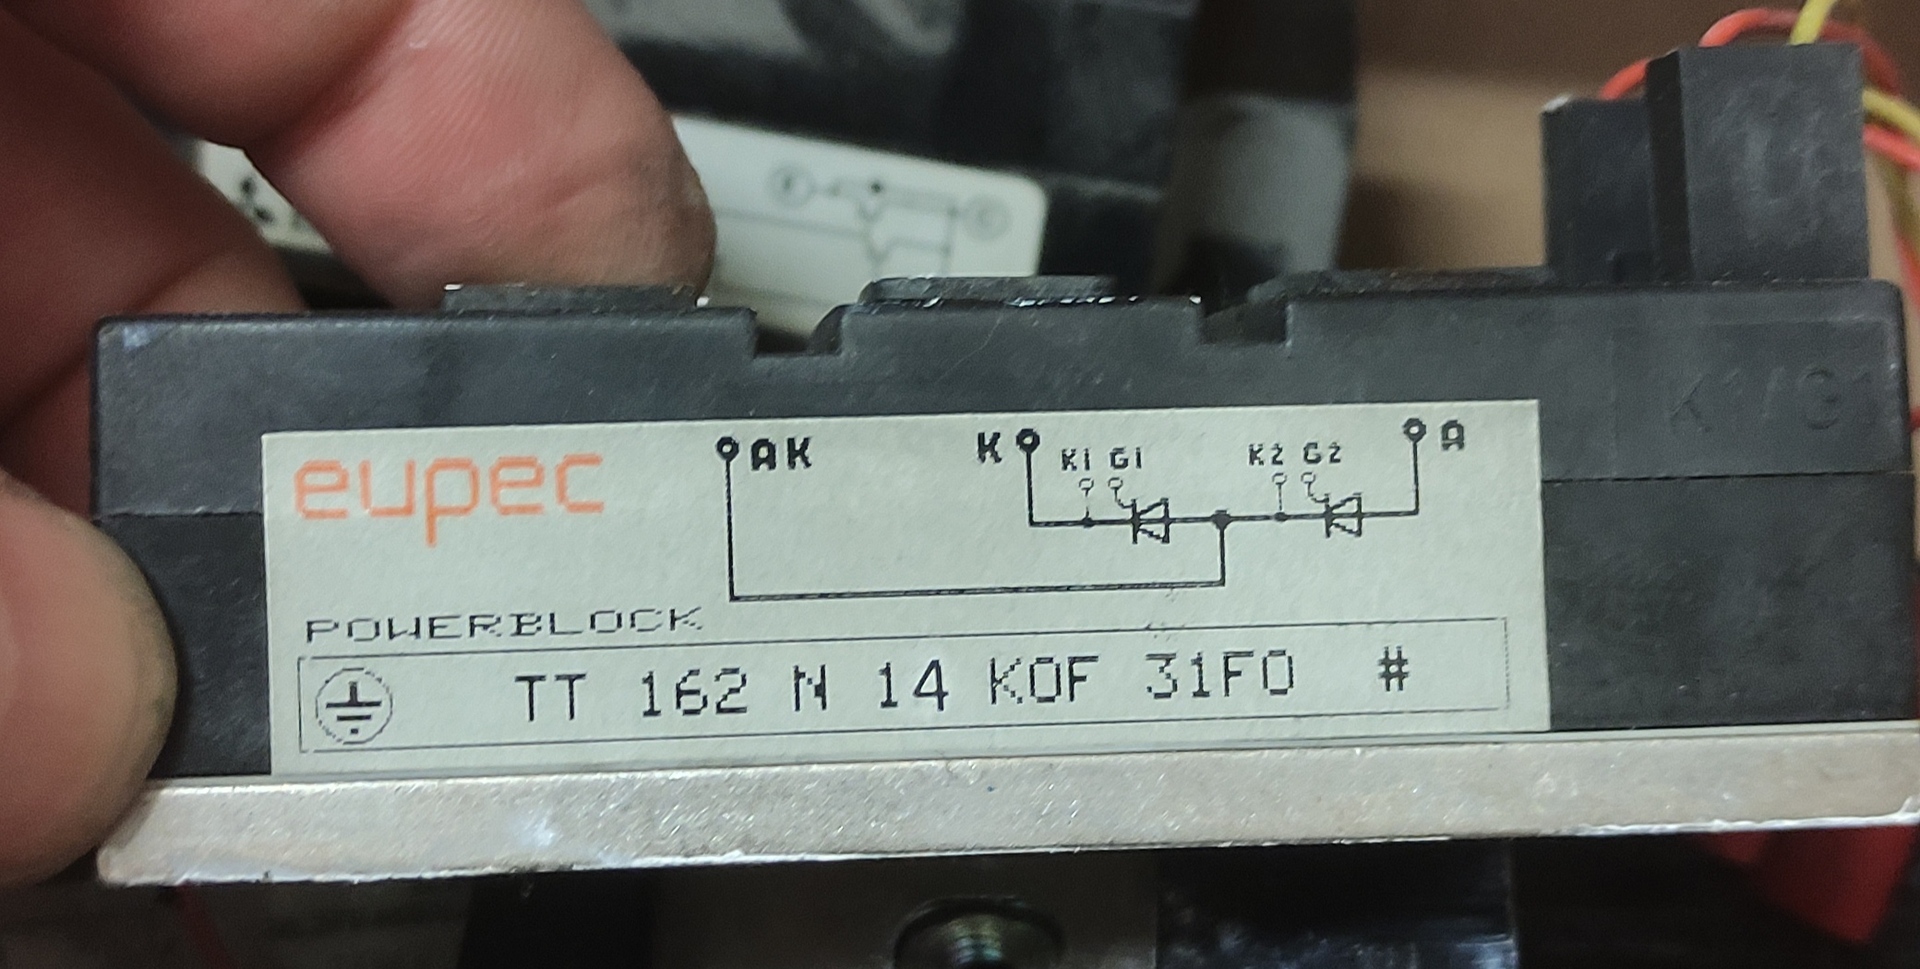 eupec
AK K K1 G1 K2 G2 A
POWERBLOCK
TT 162 N 14 KOF 31FO #